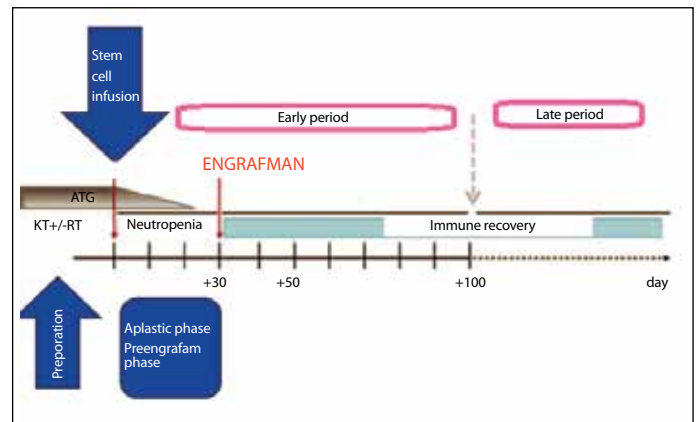 Stem
cell
infusion
Early period
Late period
ENGRAFMAN
ATG
KT+/-RT
Neutropenia
Immune recovery
+30
+50
+100
day
Preporation
Aplastic phase
Preengrafam
phase